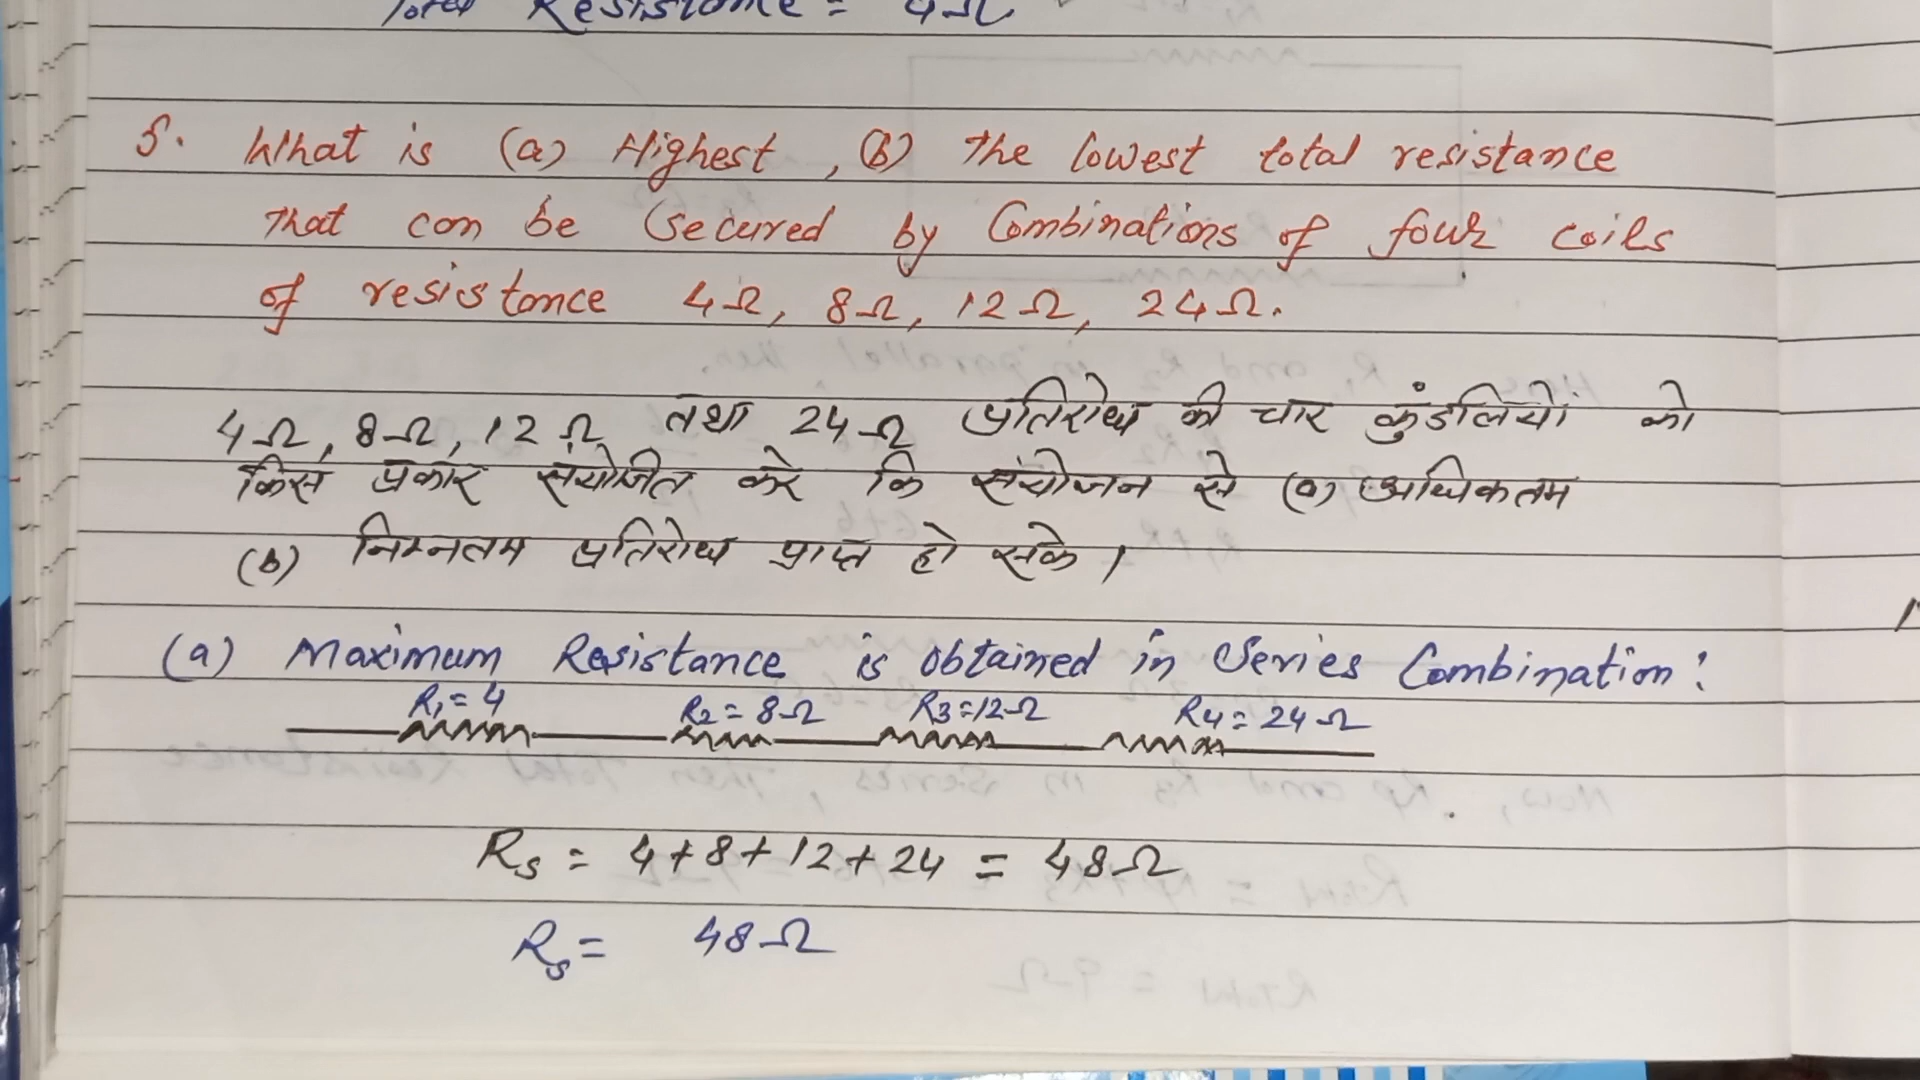 Total Resistance = 4Ω
5. What is (a) Highest, (b) The lowest total resistance
That can be Secured by Combinations of four coils
of resistance 4Ω, 8Ω, 12Ω, 24Ω.
4Ω, 8Ω, 12Ω तथा 24Ω प्रतिरोध की चार कुंडलियों को
किस प्रकार संयोजित करे कि संयोजन से (a) अधिकतम
(b) निम्नतम प्रतिरोध प्राप्त हो सके।
(a) Maximum Resistance is obtained in Series Combination:
R₁ = 4 R2 = 8Ω R3 = 12Ω R4 = 24Ω
Rs = 4+8+12+24 = 48Ω
Rs = 48Ω